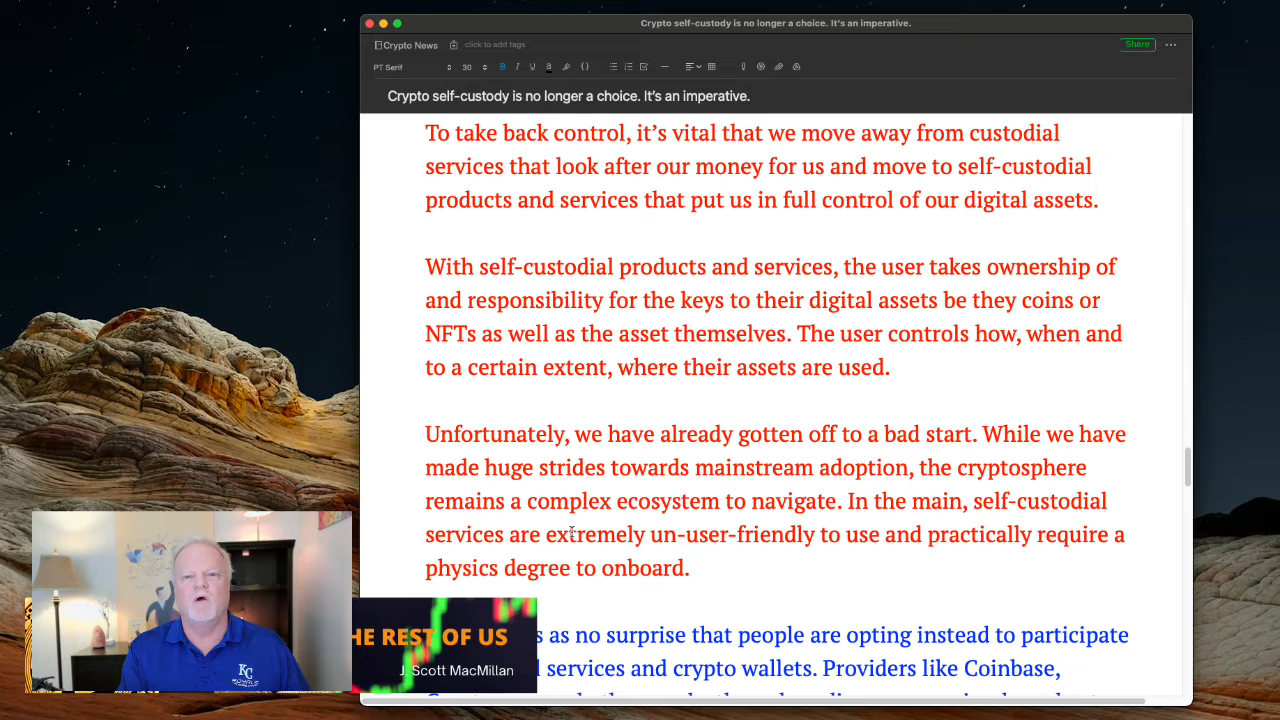 Crypto self-custody is no longer a choice. It's an imperative.
Crypto News
click to add tags
Share
PT Serif
30
B
I
U
a
Crypto self-custody is no longer a choice. It's an imperative.
To take back control, it's vital that we move away from custodial
services that look after our money for us and move to self-custodial
products and services that put us in full control of our digital assets.
With self-custodial products and services, the user takes ownership of
and responsibility for the keys to their digital assets be they coins or
NFTs as well as the asset themselves. The user controls how, when and
to a certain extent, where their assets are used.
Unfortunately, we have already gotten off to a bad start. While we have
made huge strides towards mainstream adoption, the cryptosphere
remains a complex ecosystem to navigate. In the main, self-custodial
services are extremely un-user-friendly to use and practically require a
physics degree to onboard.
as no surprise that people are opting instead to participate
services and crypto wallets. Providers like Coinbase,
HE REST OF US
J. Scott MacMillan
KC